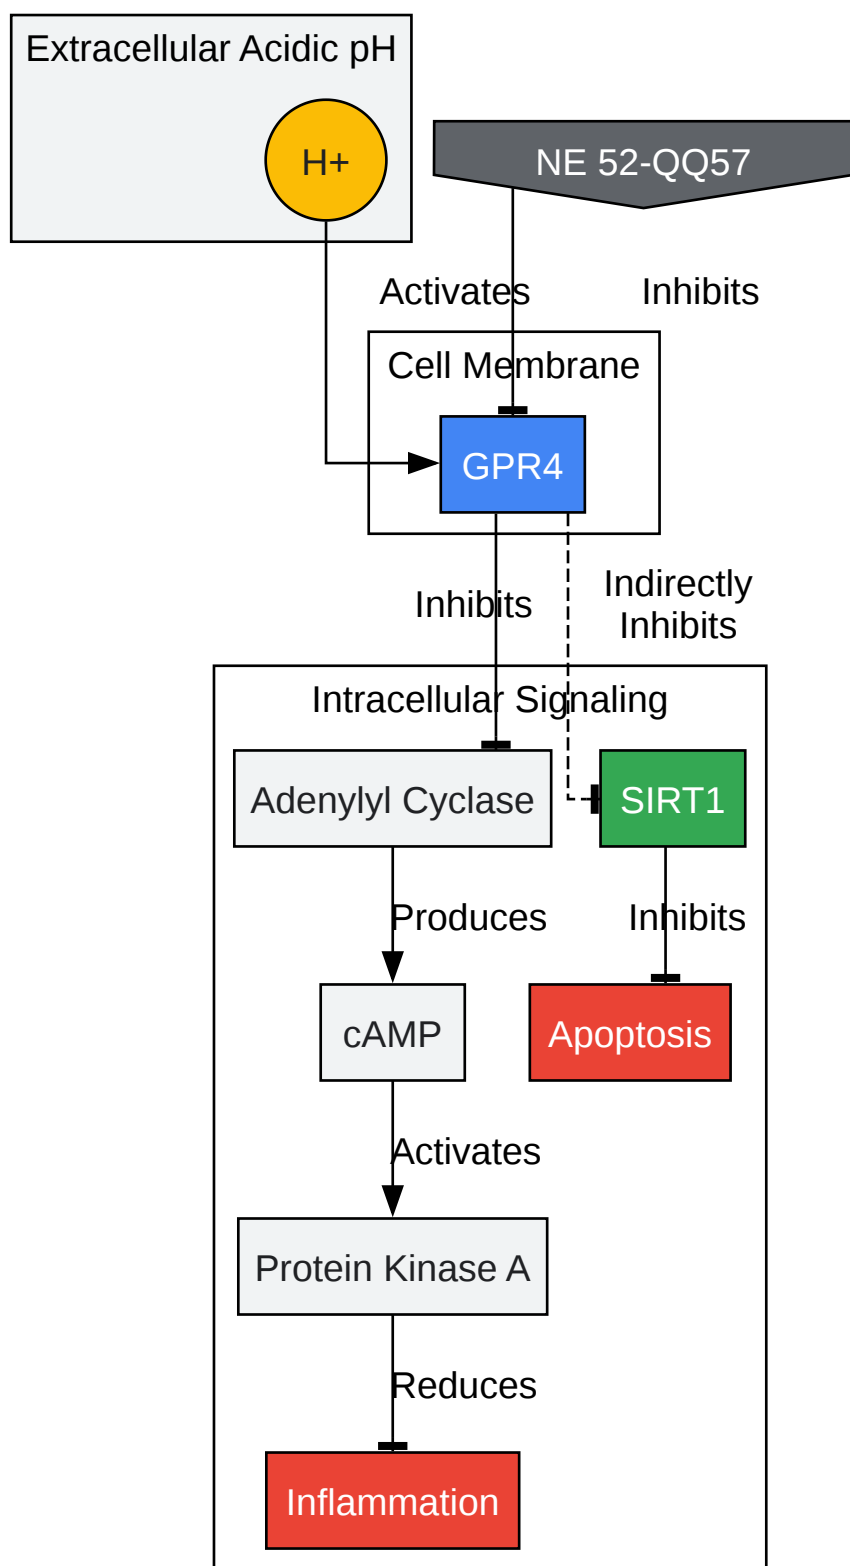 Extracellular Acidic pH
H+
NE 52-QQ57
Activates
Inhibits
Cell Membrane
GPR4
Inhibits
Indirectly
Inhibits
Intracellular Signaling
Adenylyl Cyclase
SIRT1
Produces
Inhibits
cAMP
Apoptosis
Activates
Protein Kinase A
Reduces
Inflammation